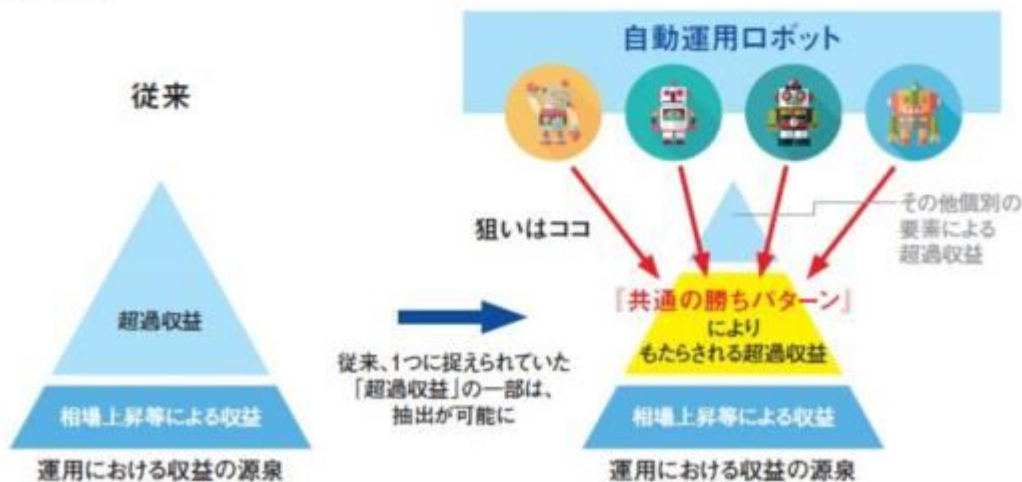 従来
超過収益
相場上昇等による収益
運用における収益の源泉
従来、1つに捉えられていた
「超過収益」の一部は、
抽出が可能に
自動運用ロボット
狙いはココ
その他個別の
要素による
超過収益
『共通の勝ちパターン』
により
もたらされる超過収益
相場上昇等による収益
運用における収益の源泉